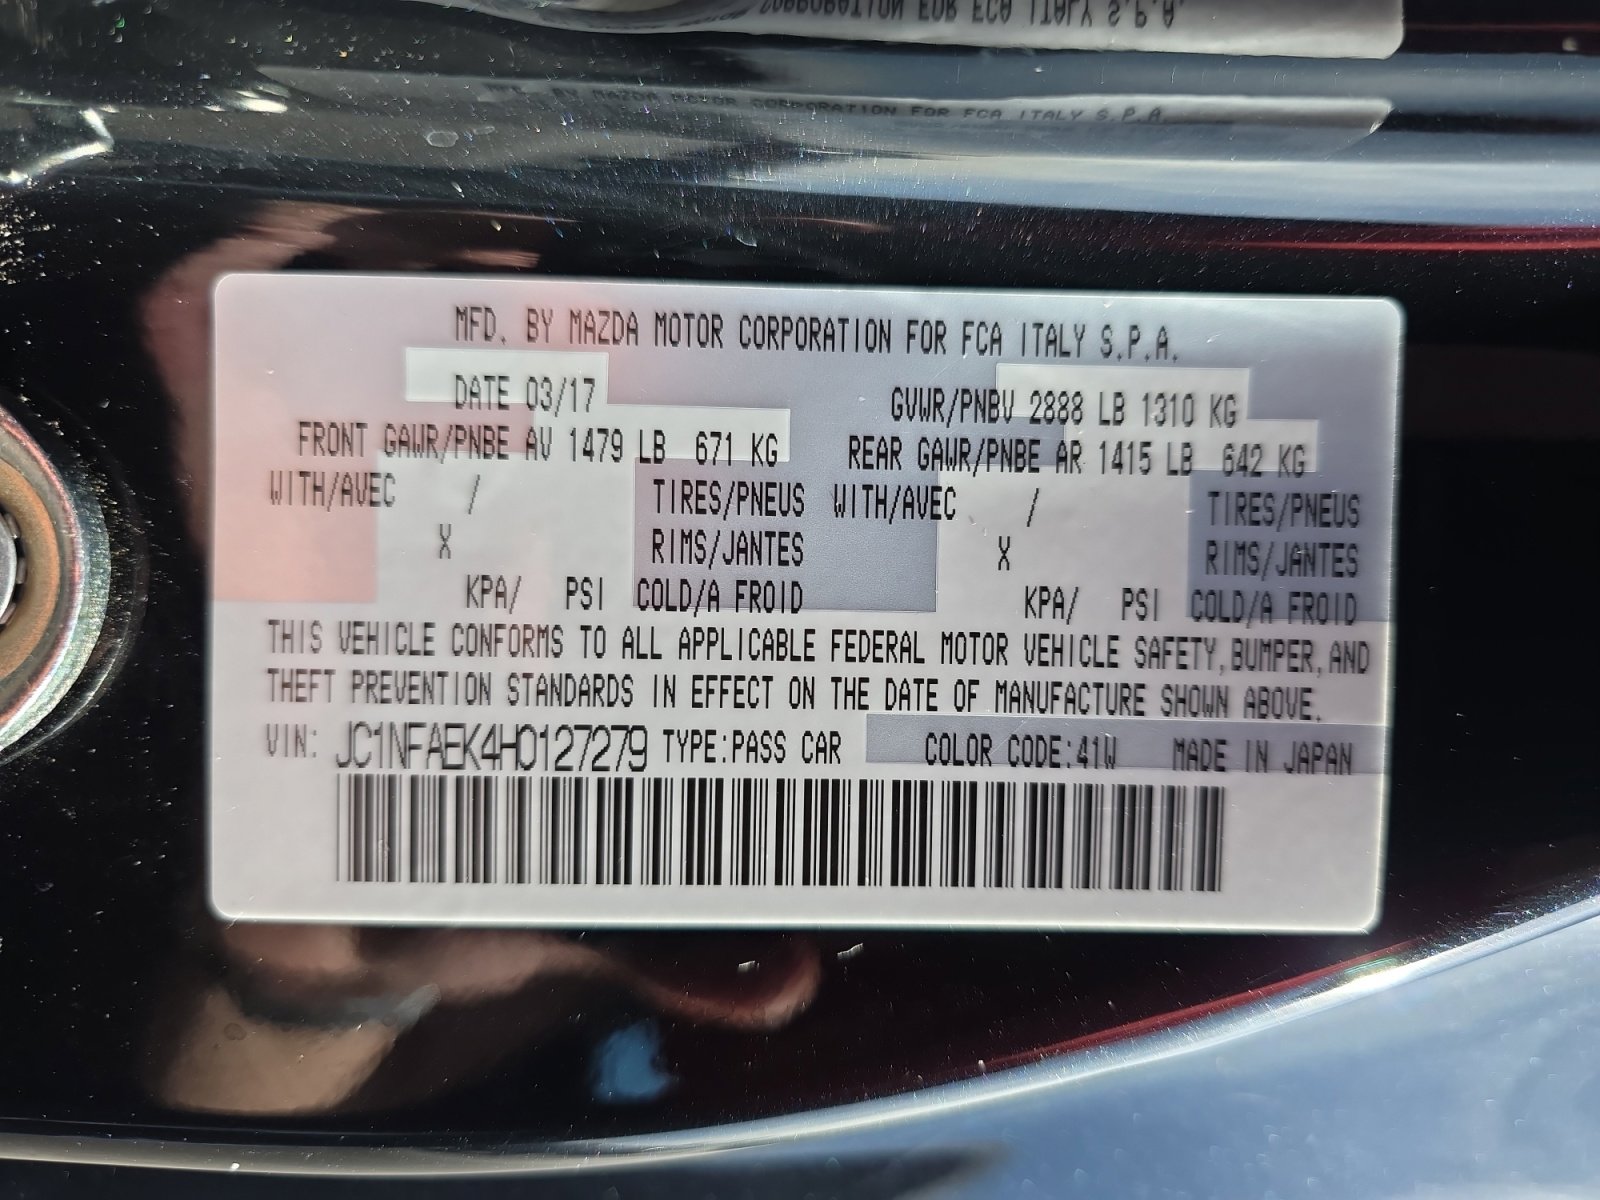 CORPORATION FOR FCA ITALY S.P.A.
MFD. BY MAZDA MOTOR CORPORATION FOR FCA ITALY S.P.A.
MFD. BY MAZDA MOTOR CORPORATION FOR FCA ITALY S.P.A.
DATE 03/17 GVWR/PNBV 2888 LB 1310 KG
FRONT GAWR/PNBE AV 1479 LB 671 KG REAR GAWR/PNBE AR 1415 LB 642 KG
WITH/AVEC / TIRES/PNEUS WITH/AVEC / TIRES/PNEUS
X RIMS/JANTES X RIMS/JANTES
KPA/ PSI COLD/A FROID KPA/ PSI COLD/A FROID
THIS VEHICLE CONFORMS TO ALL APPLICABLE FEDERAL MOTOR VEHICLE SAFETY, BUMPER, AND
THEFT PREVENTION STANDARDS IN EFFECT ON THE DATE OF MANUFACTURE SHOWN ABOVE.
VIN: JC1NFAEK4H0127279 TYPE:PASS CAR COLOR CODE:41W MADE IN JAPAN